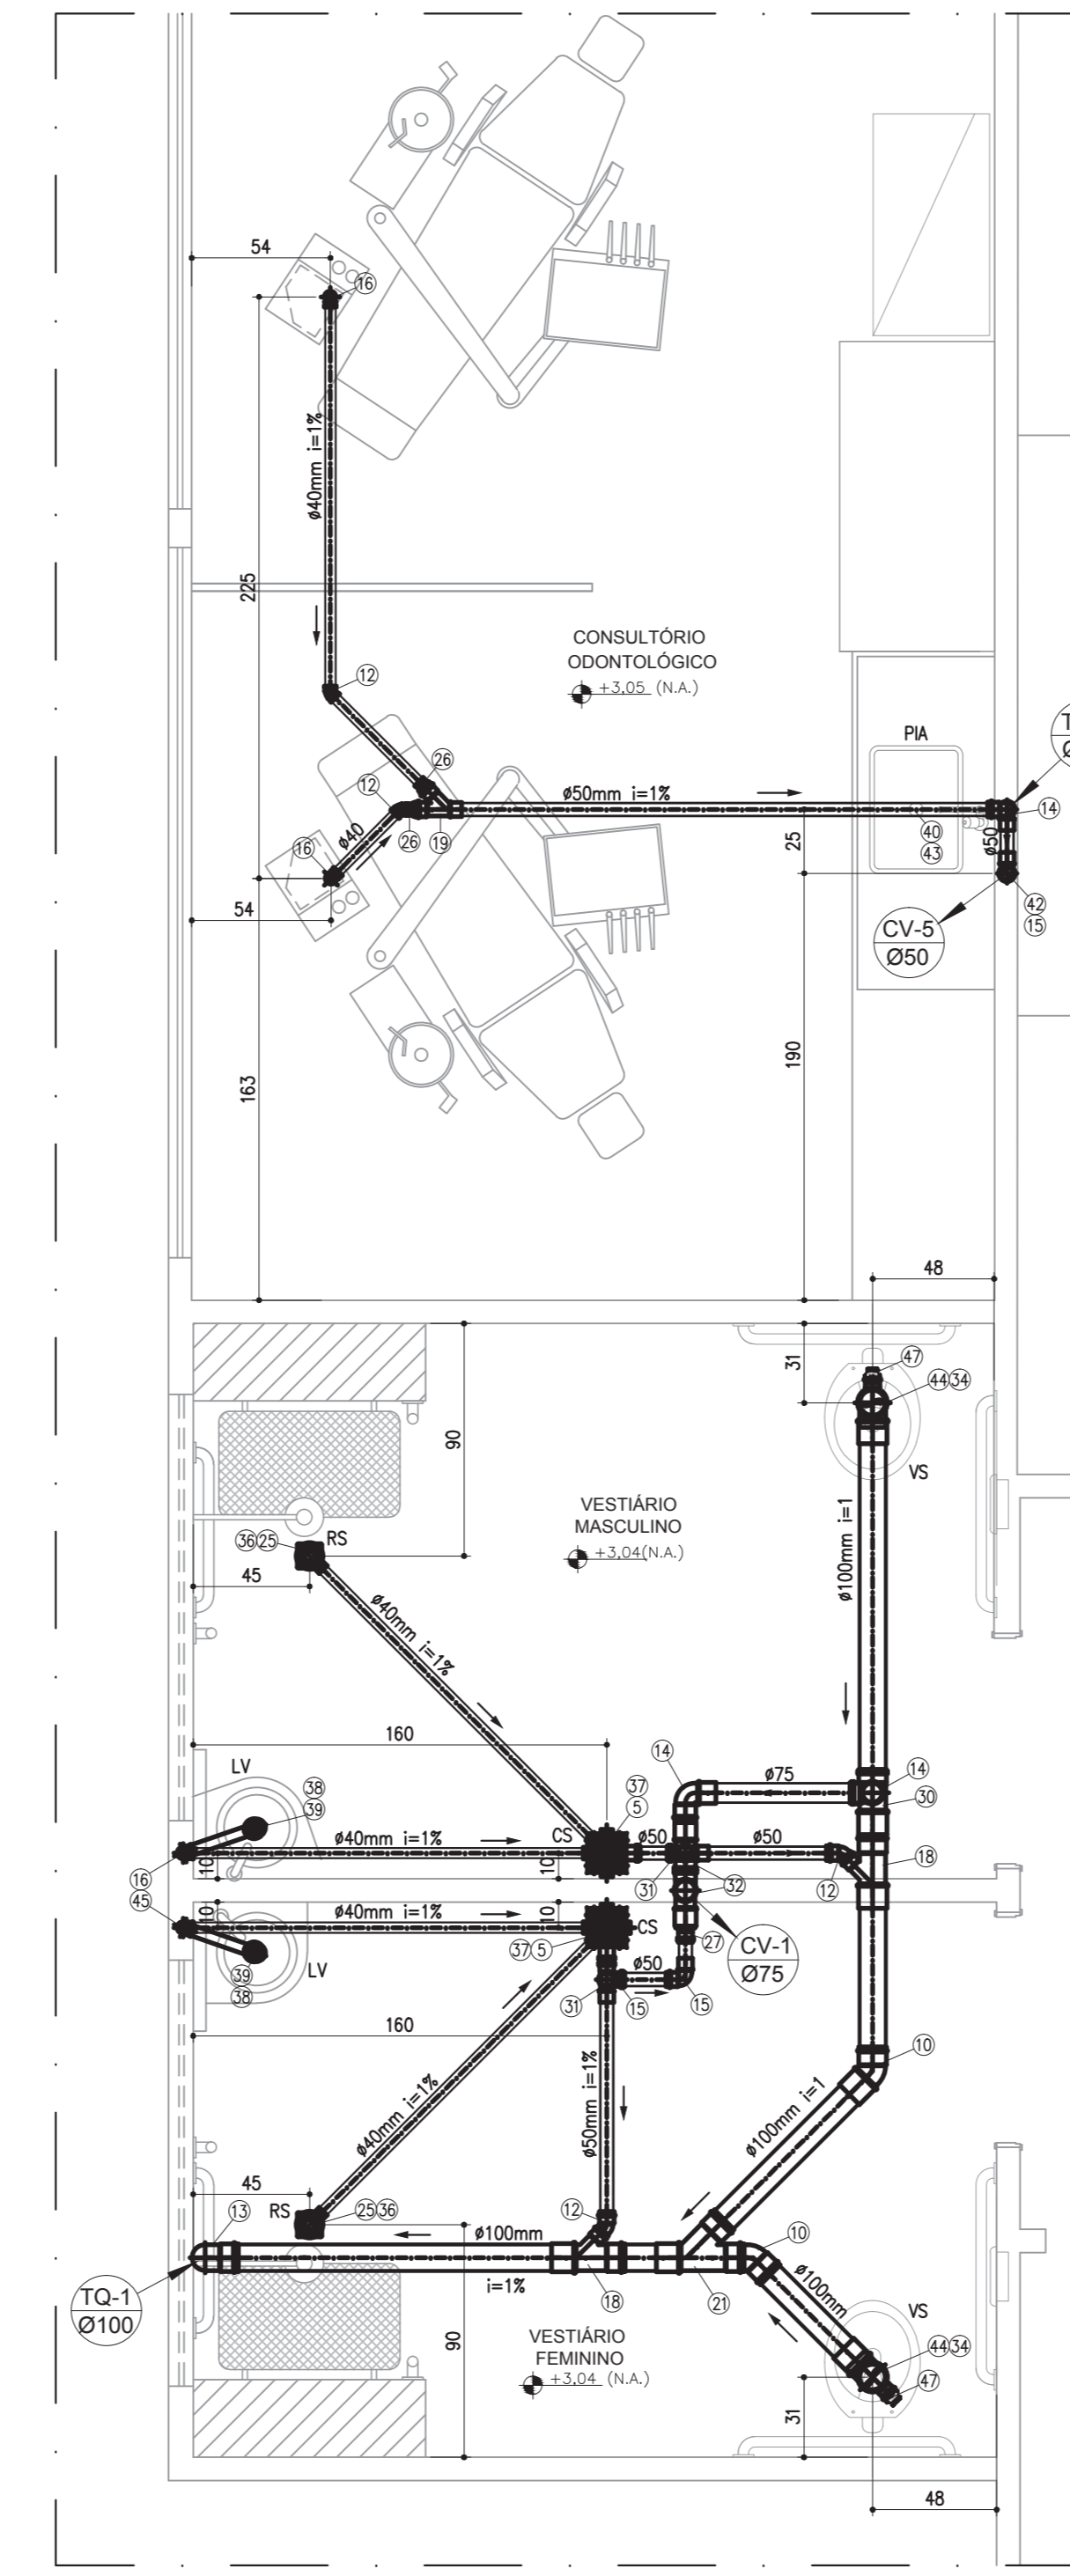 54
16
ø40mm i=1%
225
12
CONSULTÓRIO
ODONTOLÓGICO
+3,05 (N.A.)
PIA
26
12
ø50mm i=1%
14
ø40
26
19
40
43
25
ø50
16
42
15
54
CV-5
Ø50
163
190
48
31
47
44 34
VS
90
ø100mm i=1
VESTIÁRIO
MASCULINO
+3,04(N.A.)
36 25
RS
45
ø40mm i=1%
160
LV
38
39
14
37
5
ø75
14
30
CS
ø40mm i=1%
ø50
ø50
18
16
10
10
31
32
12
45
10
ø40mm i=1%
10
CS
37 5
27
CV-1
Ø75
39
38
LV
ø50
31
15
15
160
10
ø40mm i=1%
ø50mm i=1%
ø100mm i=1
45
13
RS
25 36
12
10
ø100mm
i=1%
18
21
ø100mm
TQ-1
Ø100
90
VESTIÁRIO
FEMININO
+3,04 (N.A.)
VS
44 34
47
31
48